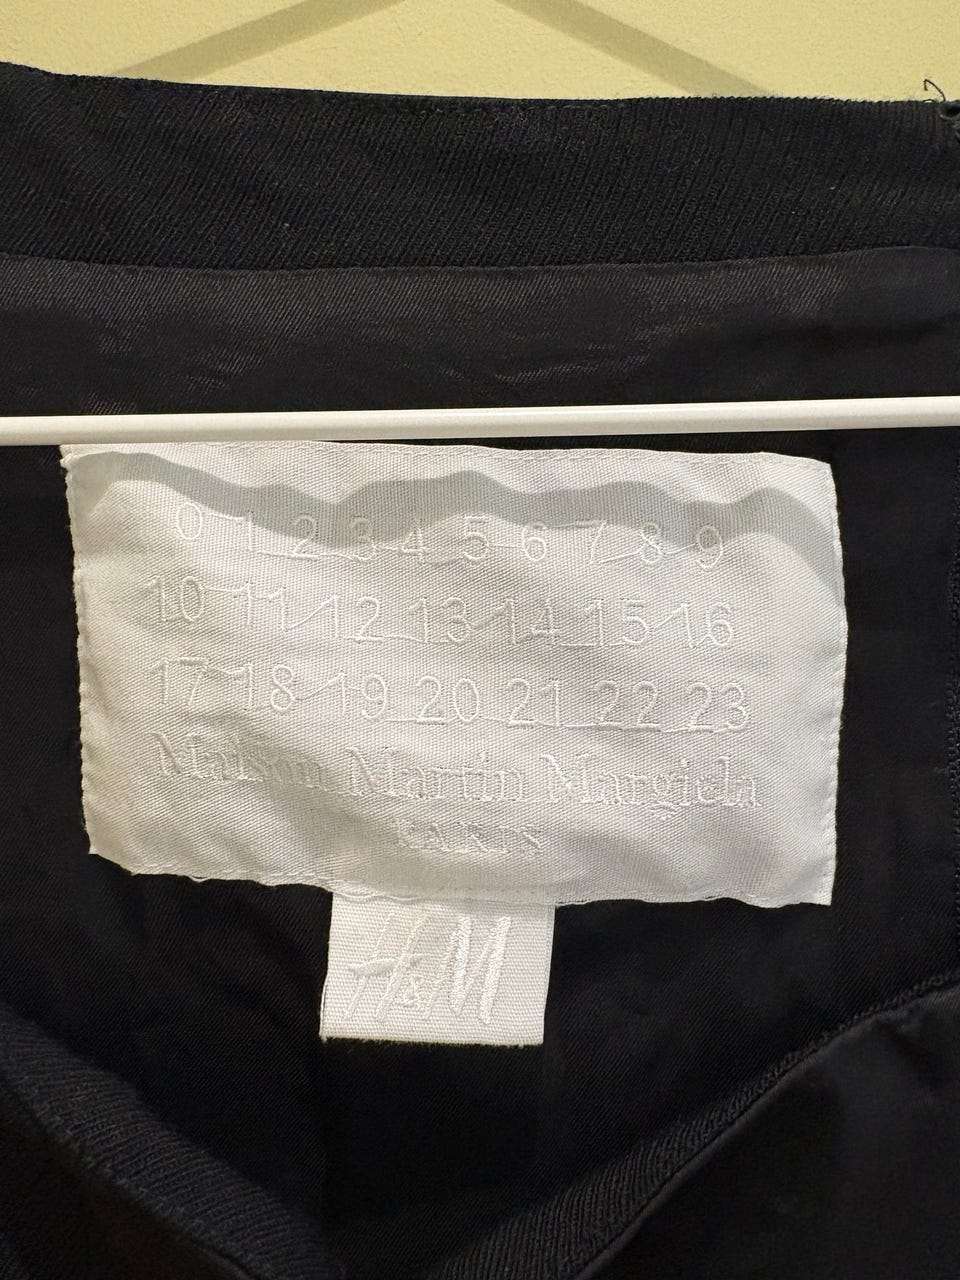 0 1 2 3 4 5 6 7 8 9
10 11 12 13 14 15 16
17 18 19 20 21 22 23
Maison Martin Margiela
PARIS
H&M